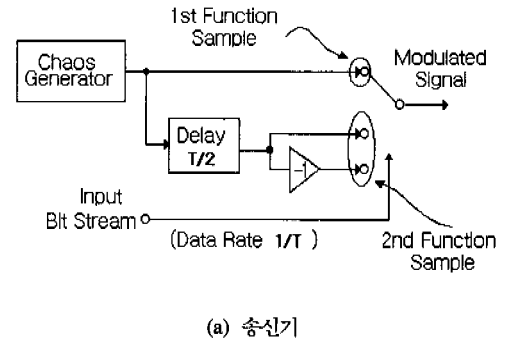 1st Function
Sample
Chaos
Generator
Modulated
Signal
Delay
T/2
-1
Input
Bit Stream
(Data Rate 1/T )
2nd Function
Sample
(a) 송신기